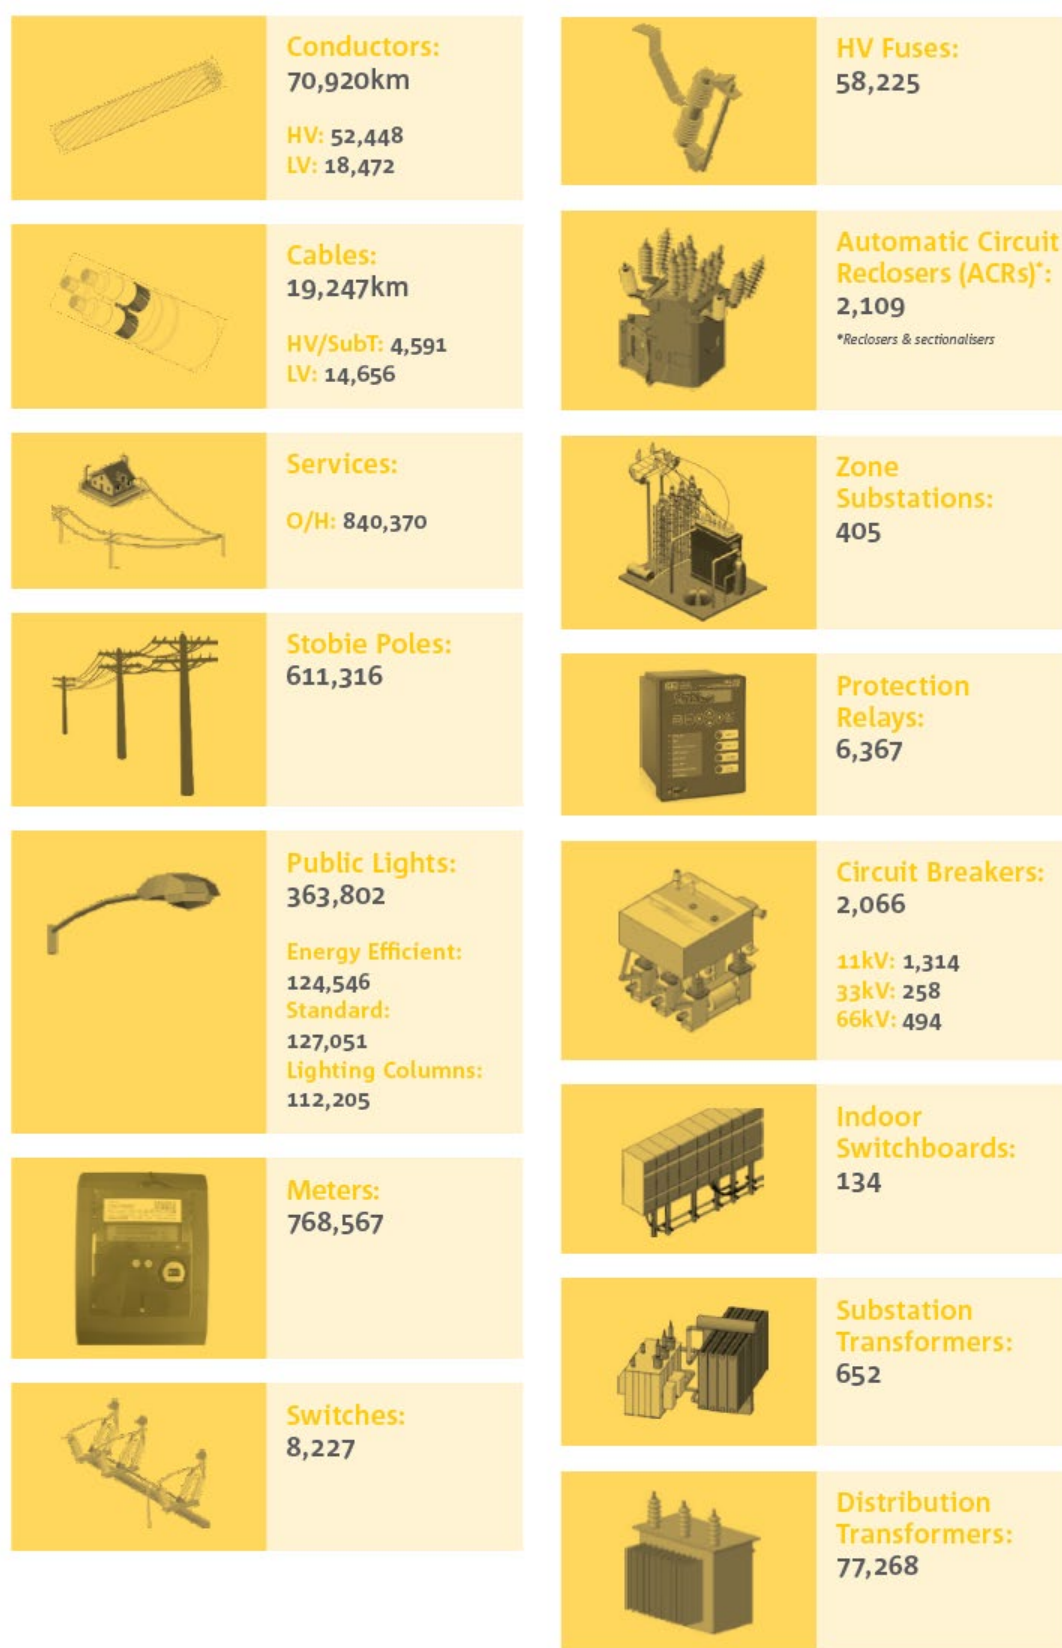 Conductors:
70,920km
HV: 52,448
LV: 18,472
Cables:
19,247km
HV/SubT: 4,591
LV: 14,656
Services:
O/H: 840,370
Stobie Poles:
611,316
Public Lights:
363,802
Energy Efficient:
124,546
Standard:
127,051
Lighting Columns:
112,205
Meters:
768,567
Switches:
8,227
HV Fuses:
58,225
Automatic Circuit
Reclosers (ACRs)*:
2,109
*Reclosers & sectionalisers
Zone
Substations:
405
Protection
Relays:
6,367
Circuit Breakers:
2,066
11kV: 1,314
33kV: 258
66kV: 494
Indoor
Switchboards:
134
Substation
Transformers:
652
Distribution
Transformers:
77,268